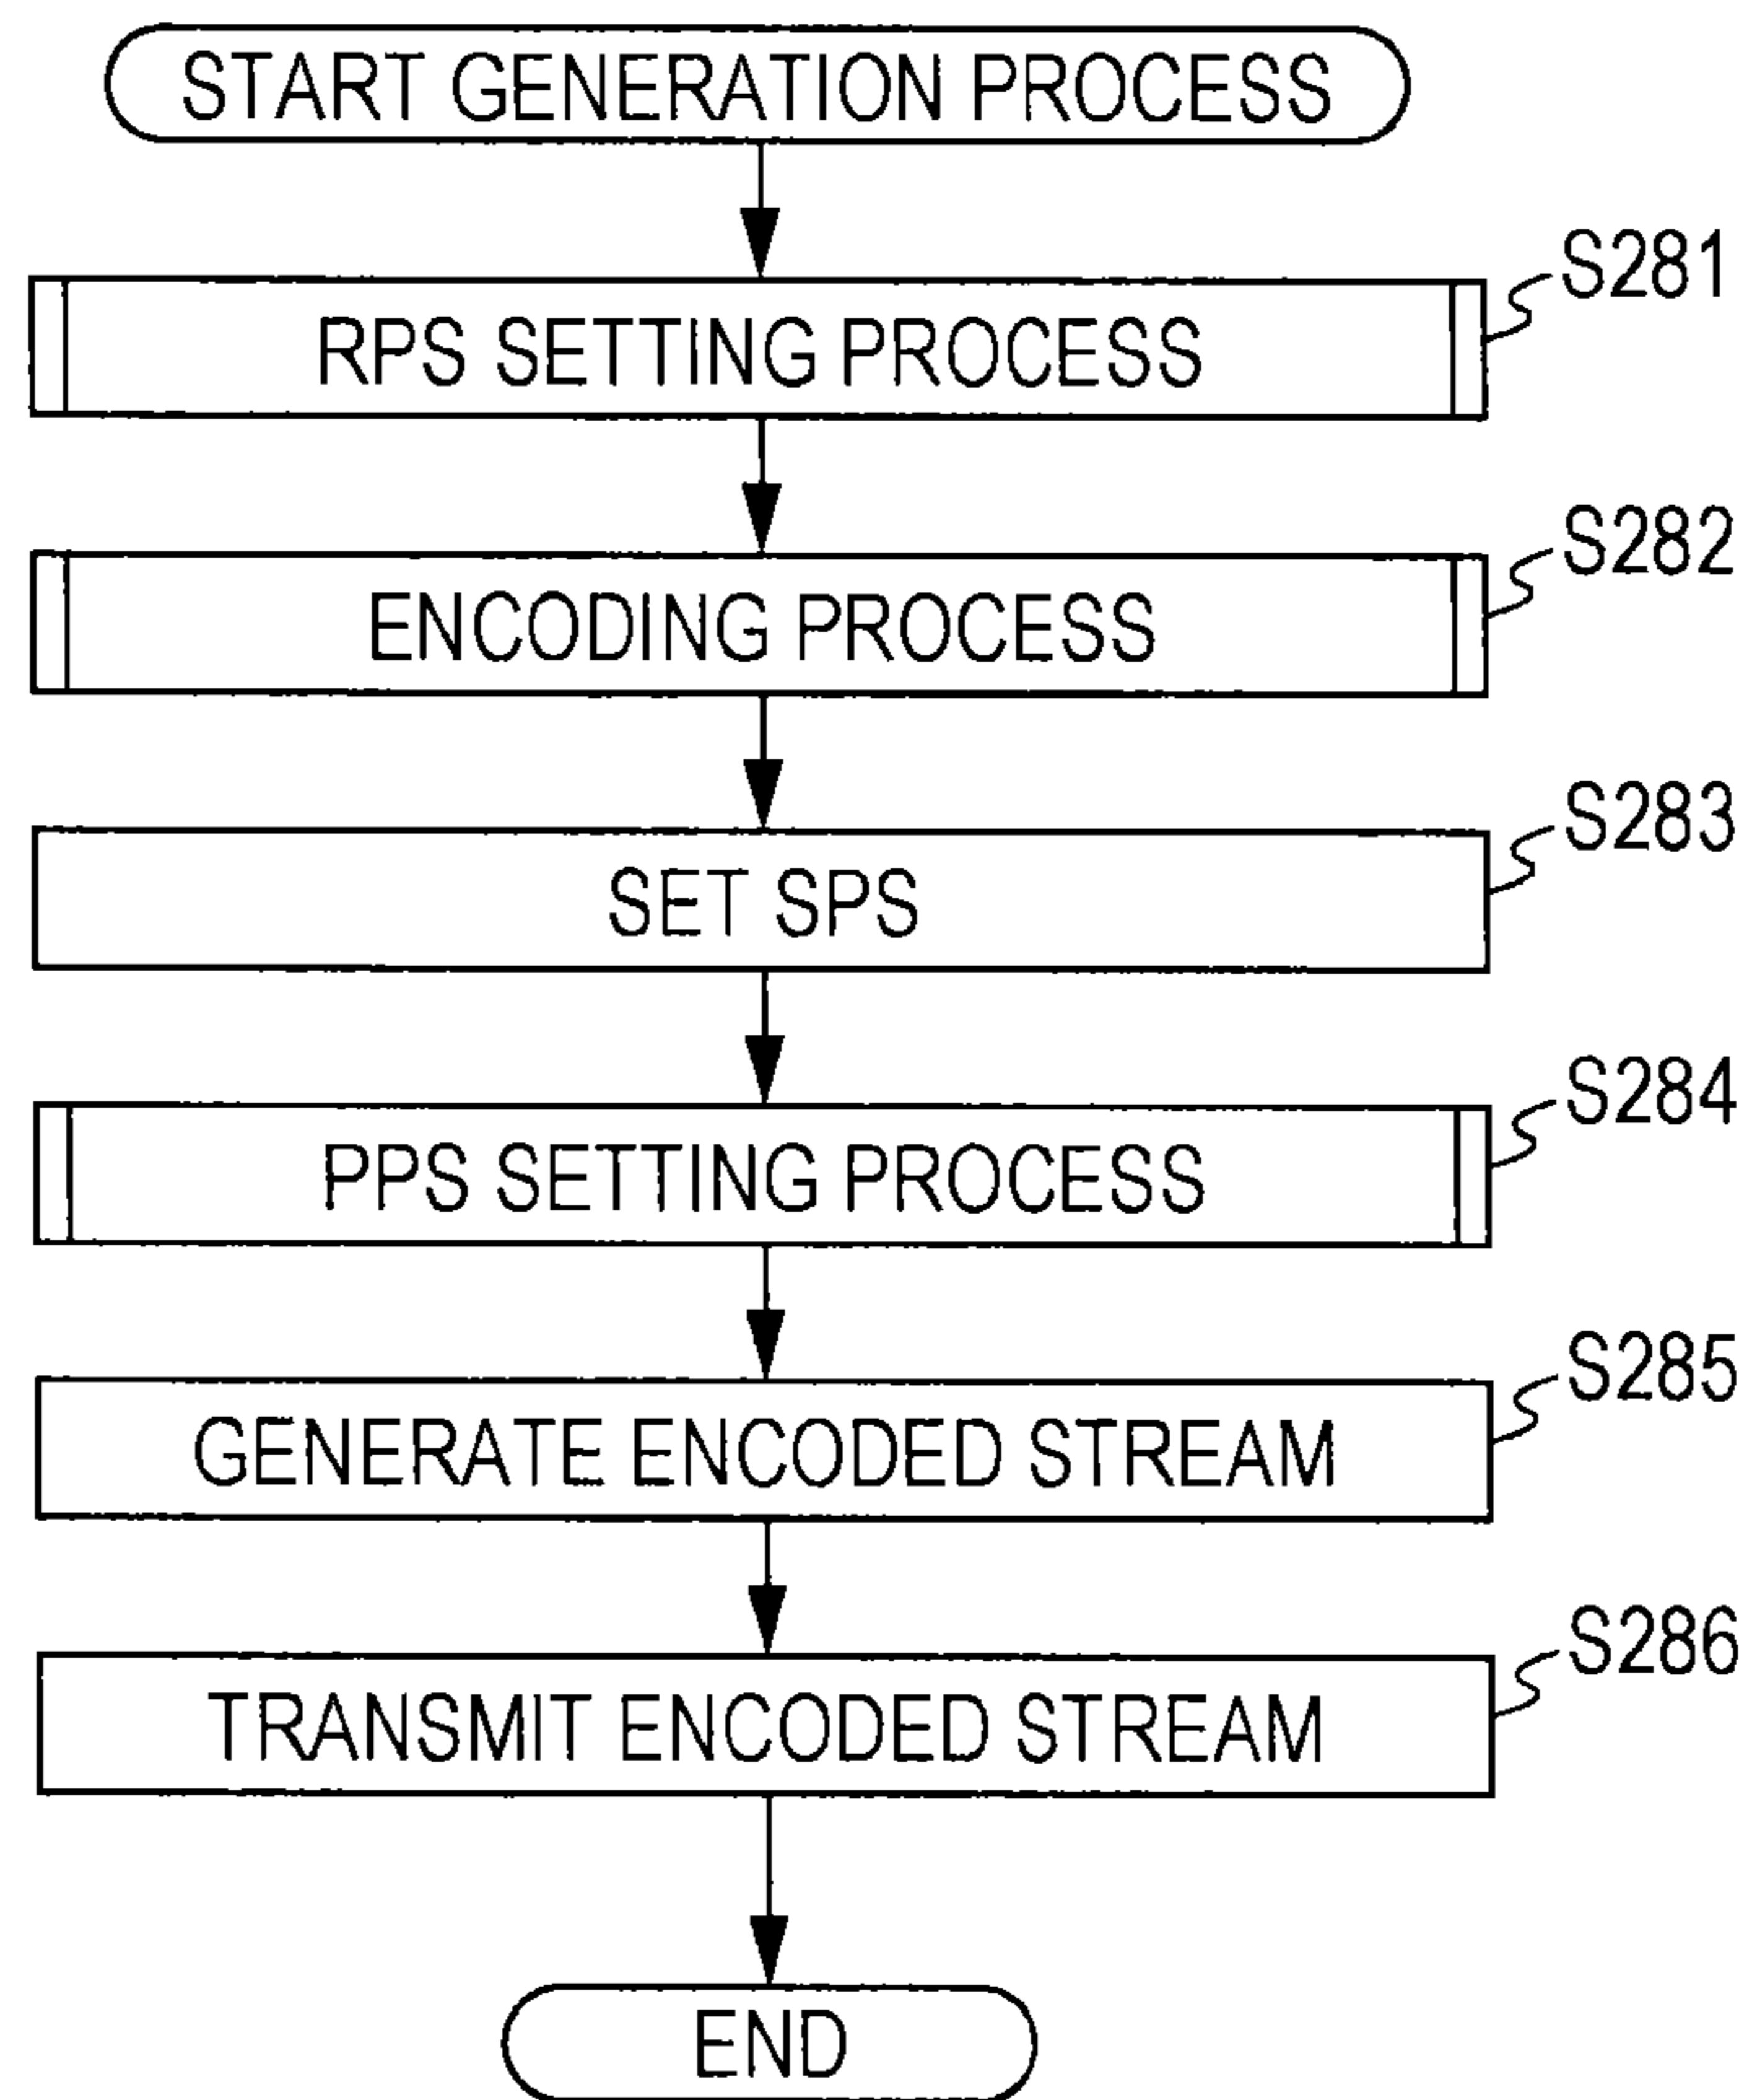 START GENERATION PROCESS
S281
RPS SETTING PROCESS
S282
ENCODING PROCESS
S283
SET SPS
S284
PPS SETTING PROCESS
S285
GENERATE ENCODED STREAM
S286
TRANSMIT ENCODED STREAM
END